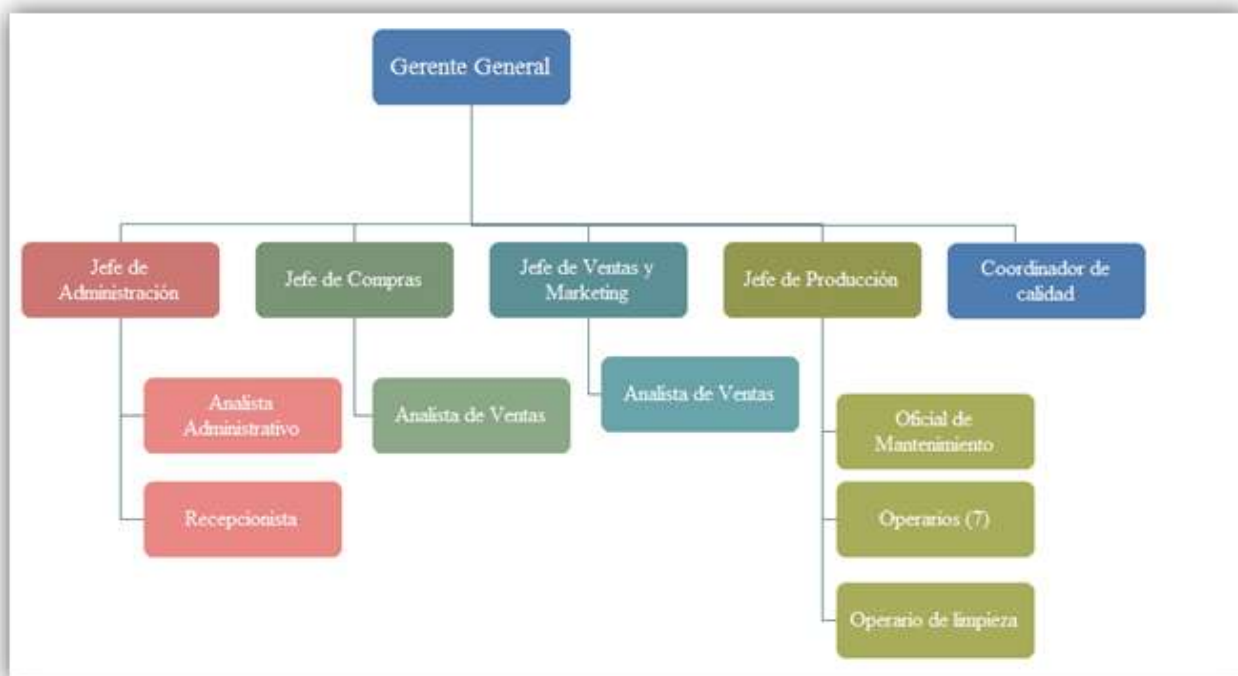 Gerente General
Jefe de
Administración
Jefe de Compras
Jefe de Ventas y
Marketing
Jefe de Producción
Coordinador de
calidad
Analista
Administrativo
Recepcionista
Analista de Ventas
Analista de Ventas
Oficial de
Mantenimiento
Operarios (7)
Operario de limpieza